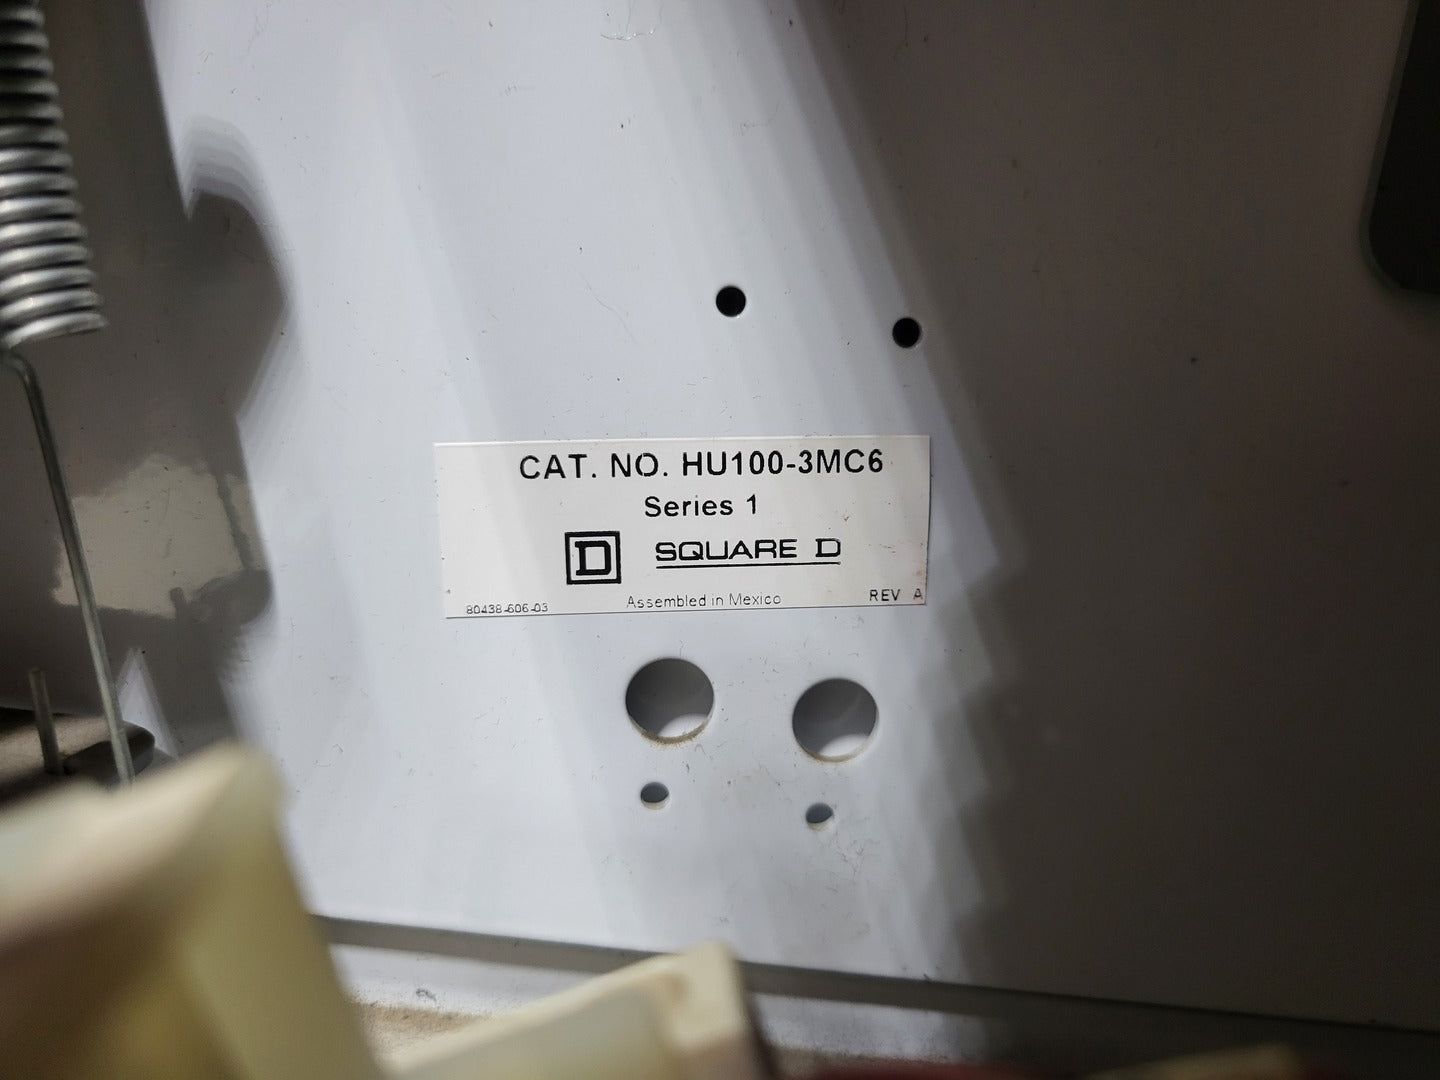 CAT. NO. HU100-3MC6
Series 1
D SQUARE D
80438-606-03 Assembled in Mexico REV A